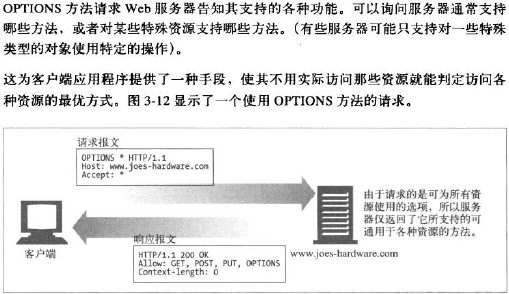 OPTIONS 方法请求 Web 服务器告知其支持的各种功能。可以询问服务器通常支持
哪些方法，或者对某些特殊资源支持哪些方法。（有些服务器可能只支持对一些特殊
类型的对象使用特定的操作）。
这为客户端应用程序提供了一种手段，使其不用实际访问那些资源就能判定访问各
种资源的最优方式。图 3-12 显示了一个使用 OPTIONS 方法的请求。
请求报文
OPTIONS * HTTP/1.1
Host: www.joes-hardware.com
Accept: *
由于请求的是可为所有资
源使用的选项，所以服务
器仅返回了它所支持的可
通用于各种资源的方法。
客户端
www.joes-hardware.com
响应报文
HTTP/1.1 200 OK
Allow: GET, POST, PUT, OPTIONS
Context-length: 0